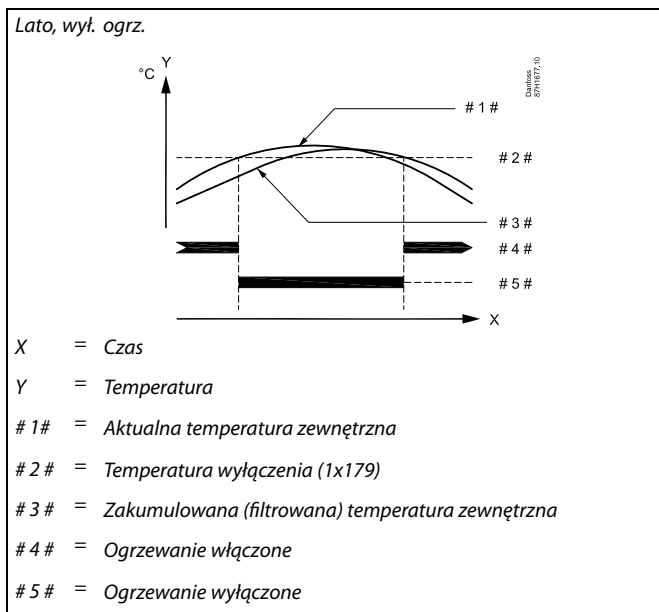 Lato, wył. ogrz.
Y
°C
Danfoss
87H1677.10
# 1 #
# 2 #
# 3 #
# 4 #
# 5 #
X
X = Czas
Y = Temperatura
# 1# = Aktualna temperatura zewnętrzna
# 2 # = Temperatura wyłączenia (1x179)
# 3 # = Zakumulowana (filtrowana) temperatura zewnętrzna
# 4 # = Ogrzewanie włączone
# 5 # = Ogrzewanie wyłączone